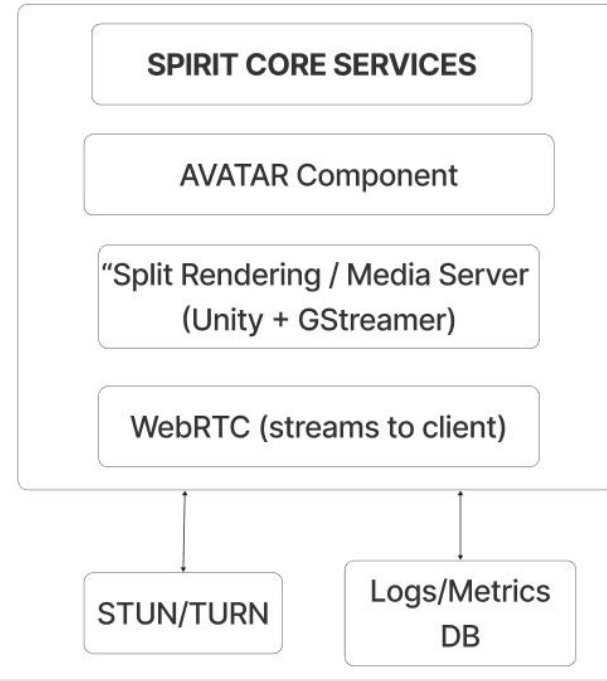 SPIRIT CORE SERVICES
AVATAR Component
“Split Rendering / Media Server
(Unity + GStreamer)
WebRTC (streams to client)
STUN/TURN
Logs/Metrics
DB